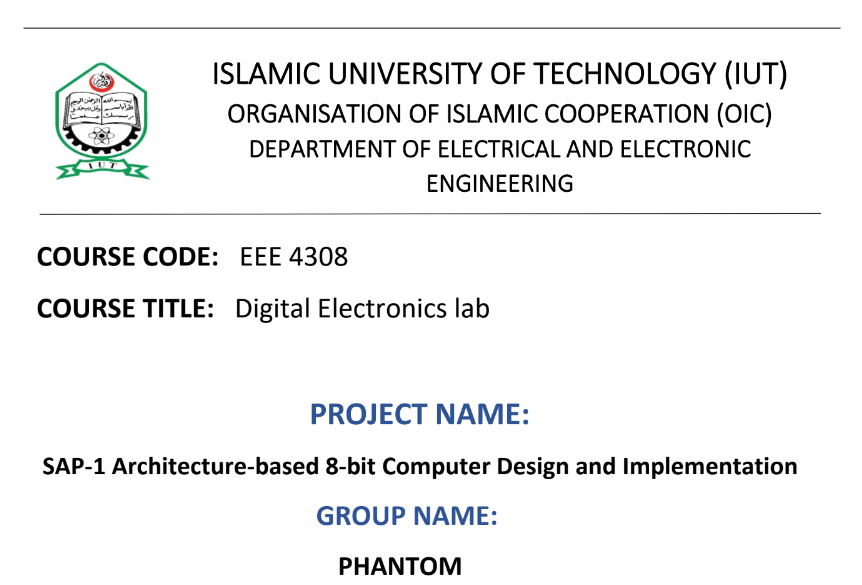 ISLAMIC UNIVERSITY OF TECHNOLOGY (IUT)
ORGANISATION OF ISLAMIC COOPERATION (OIC)
DEPARTMENT OF ELECTRICAL AND ELECTRONIC
ENGINEERING
IUT
COURSE CODE: EEE 4308
COURSE TITLE: Digital Electronics lab
PROJECT NAME:
SAP-1 Architecture-based 8-bit Computer Design and Implementation
GROUP NAME:
PHANTOM